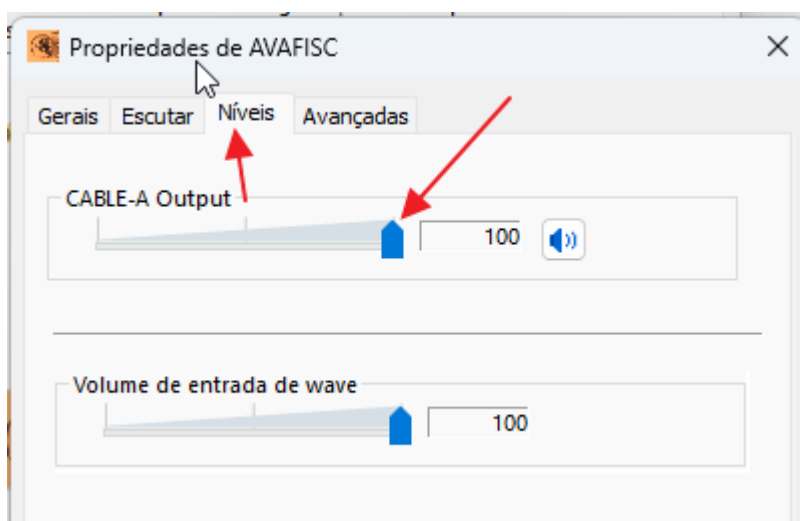 Propriedades de AVAFISC
Gerais Escutar Níveis Avançadas
CABLE-A Output
100
Volume de entrada de wave
100